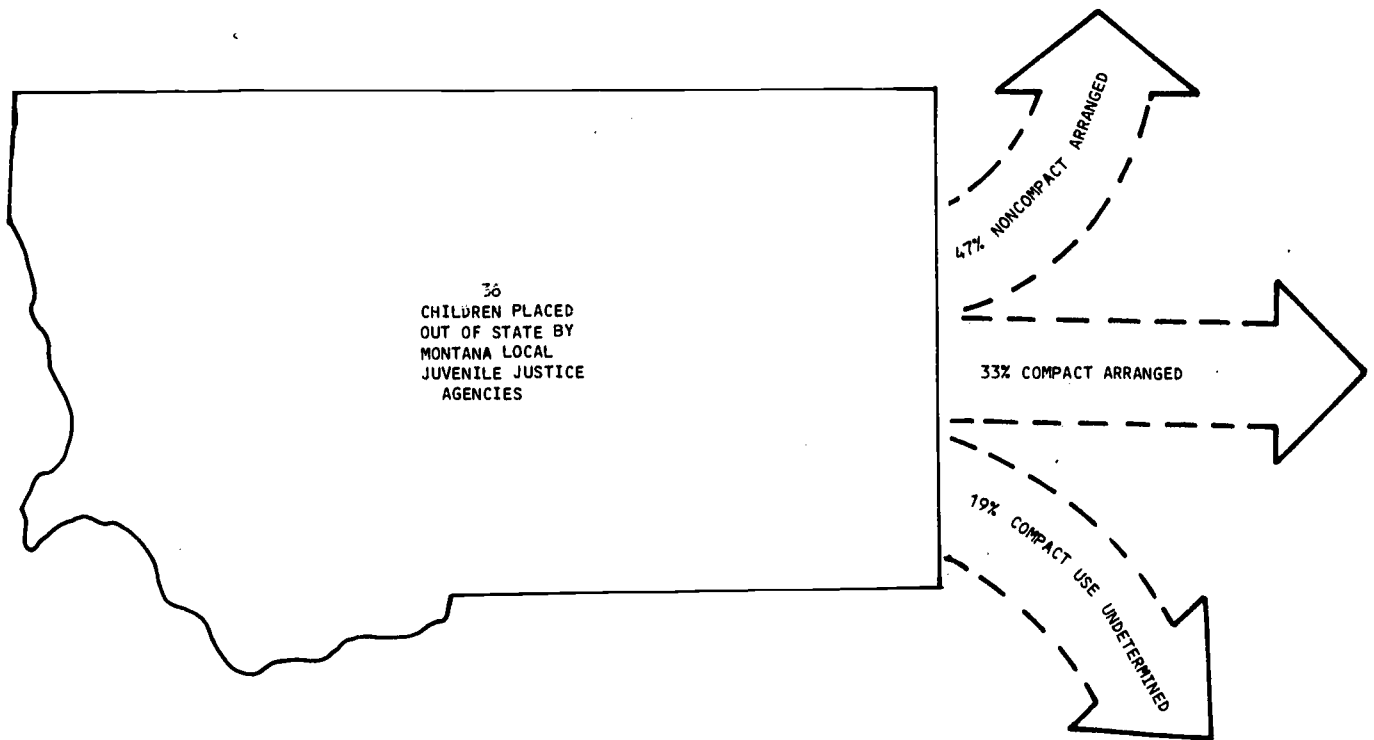 36
CHILDREN PLACED
OUT OF STATE BY
MONTANA LOCAL
JUVENILE JUSTICE
AGENCIES
47% NONCOMPACT ARRANGED
33% COMPACT ARRANGED
19% COMPACT USE UNDETERMINED